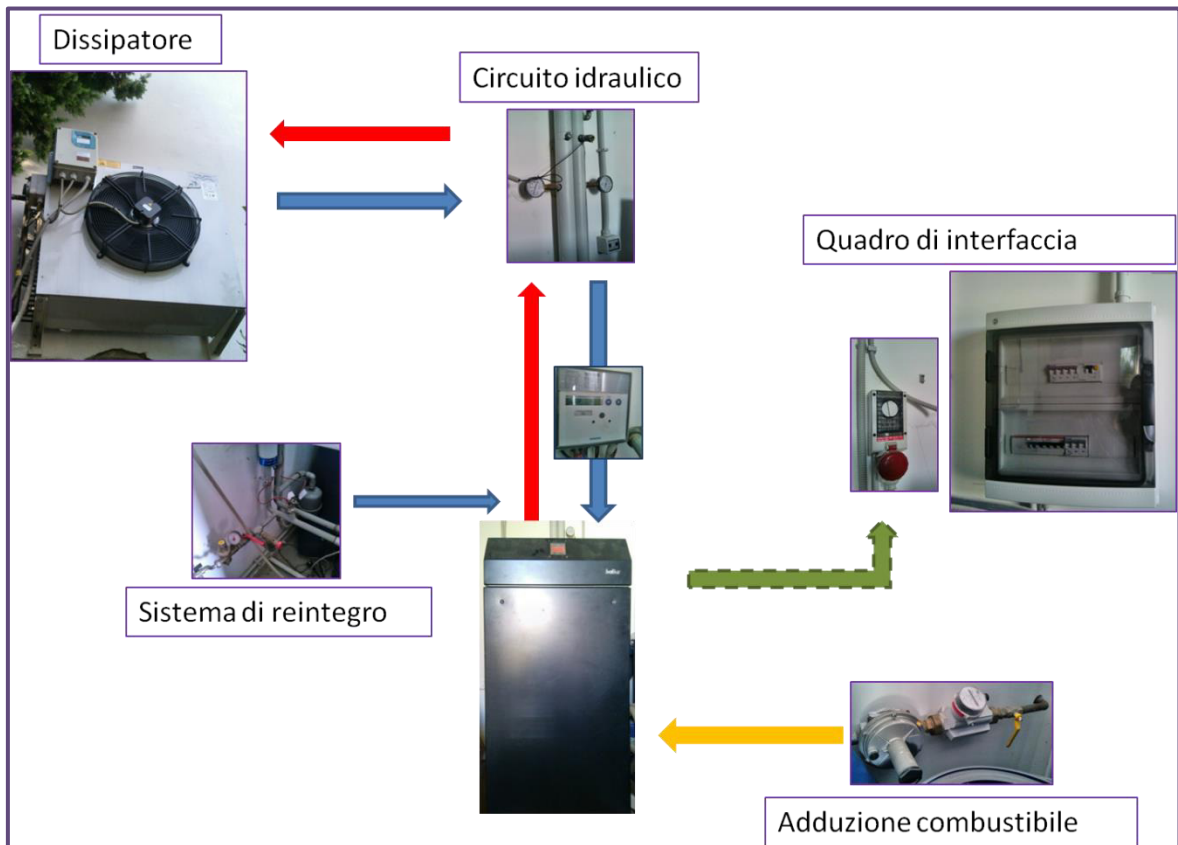 Dissipatore
Circuito idraulico
Quadro di interfaccia
Sistema di reintegro
Adduzione combustibile